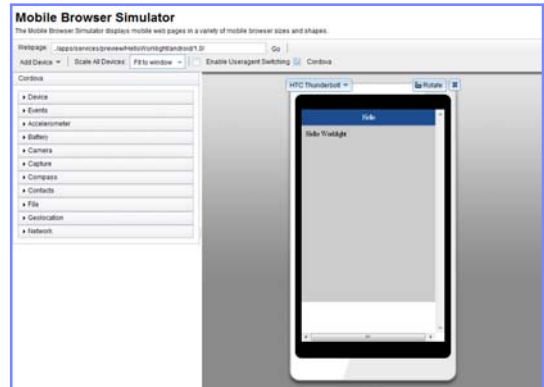 Mobile Browser Simulator
The Mobile Browser Simulator displays mobile web pages in a variety of mobile browser sizes and shapes.
Webpage: ./apps/services/preview/HelloWorklight/android/1.0/ Go
Add Device Scale All Devices: Fit to window Enable Useragent Switching Cordova
Cordova
Device
Events
Accelerometer
Battery
Camera
Capture
Compass
Contacts
File
Geolocation
Network
HTC Thunderbolt Rotate
Hello
Hello Worklight